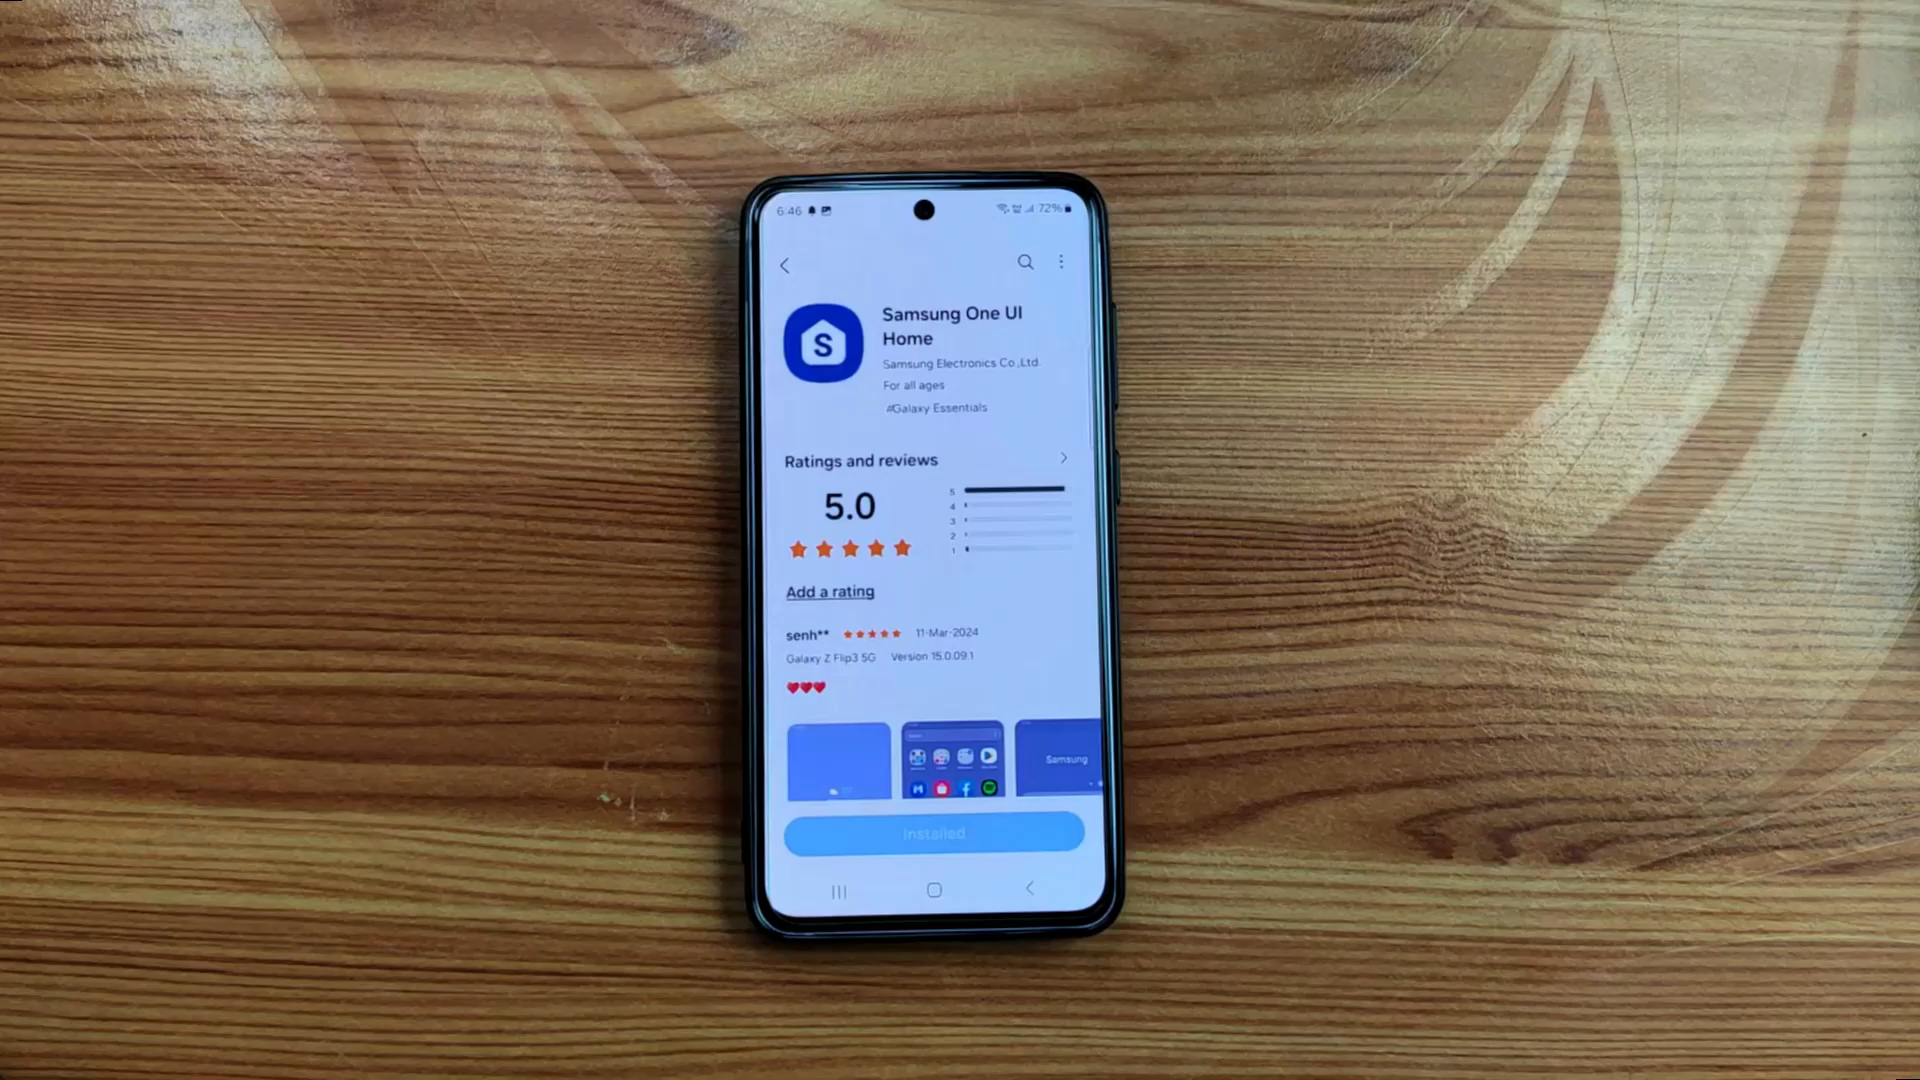 6:46 72%
S
Samsung One UI
Home
Samsung Electronics Co.,Ltd.
For all ages
#Galaxy Essentials
Ratings and reviews
5.0
5
4
3
2
1
Add a rating
senh** 11-Mar-2024
Galaxy Z Flip3 5G Version 15.0.09.1
Samsung
Installed